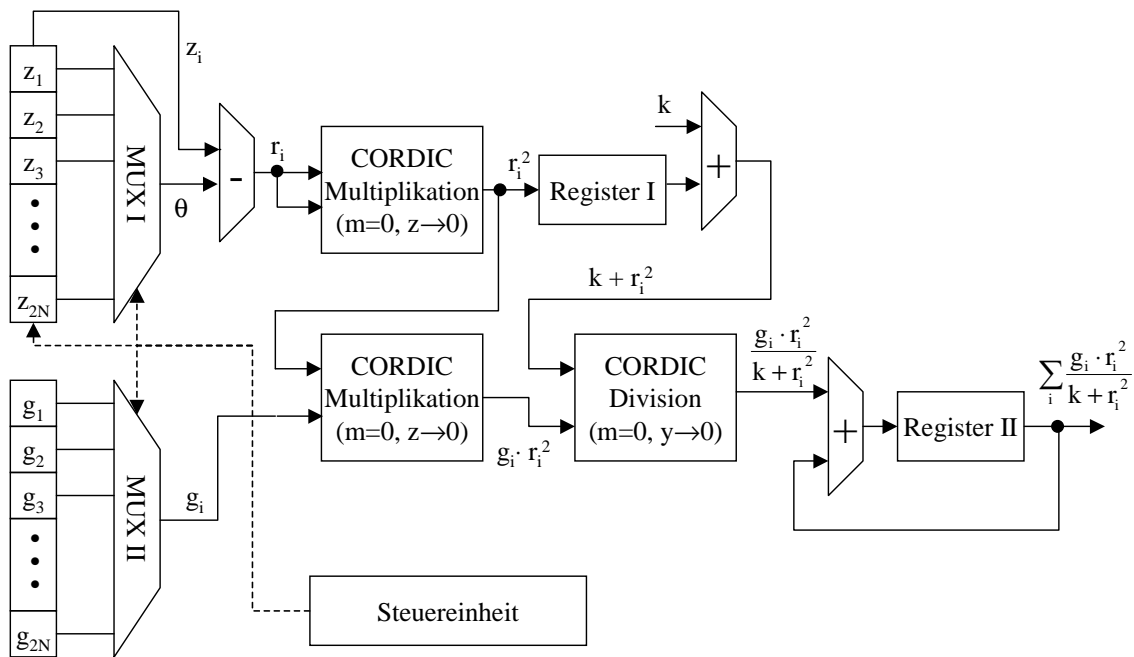 z_i
z_1
z_2
z_3
z_2N
MUX I
θ
-
r_i
CORDIC
Multiplikation
(m=0, z→0)
r_i^2
Register I
k
+
k + r_i^2
g_1
g_2
g_3
g_2N
MUX II
g_i
CORDIC
Multiplikation
(m=0, z→0)
g_i · r_i^2
CORDIC
Division
(m=0, y→0)
g_i · r_i^2
k + r_i^2
+
Register II
∑_i g_i · r_i^2
k + r_i^2
Steuereinheit